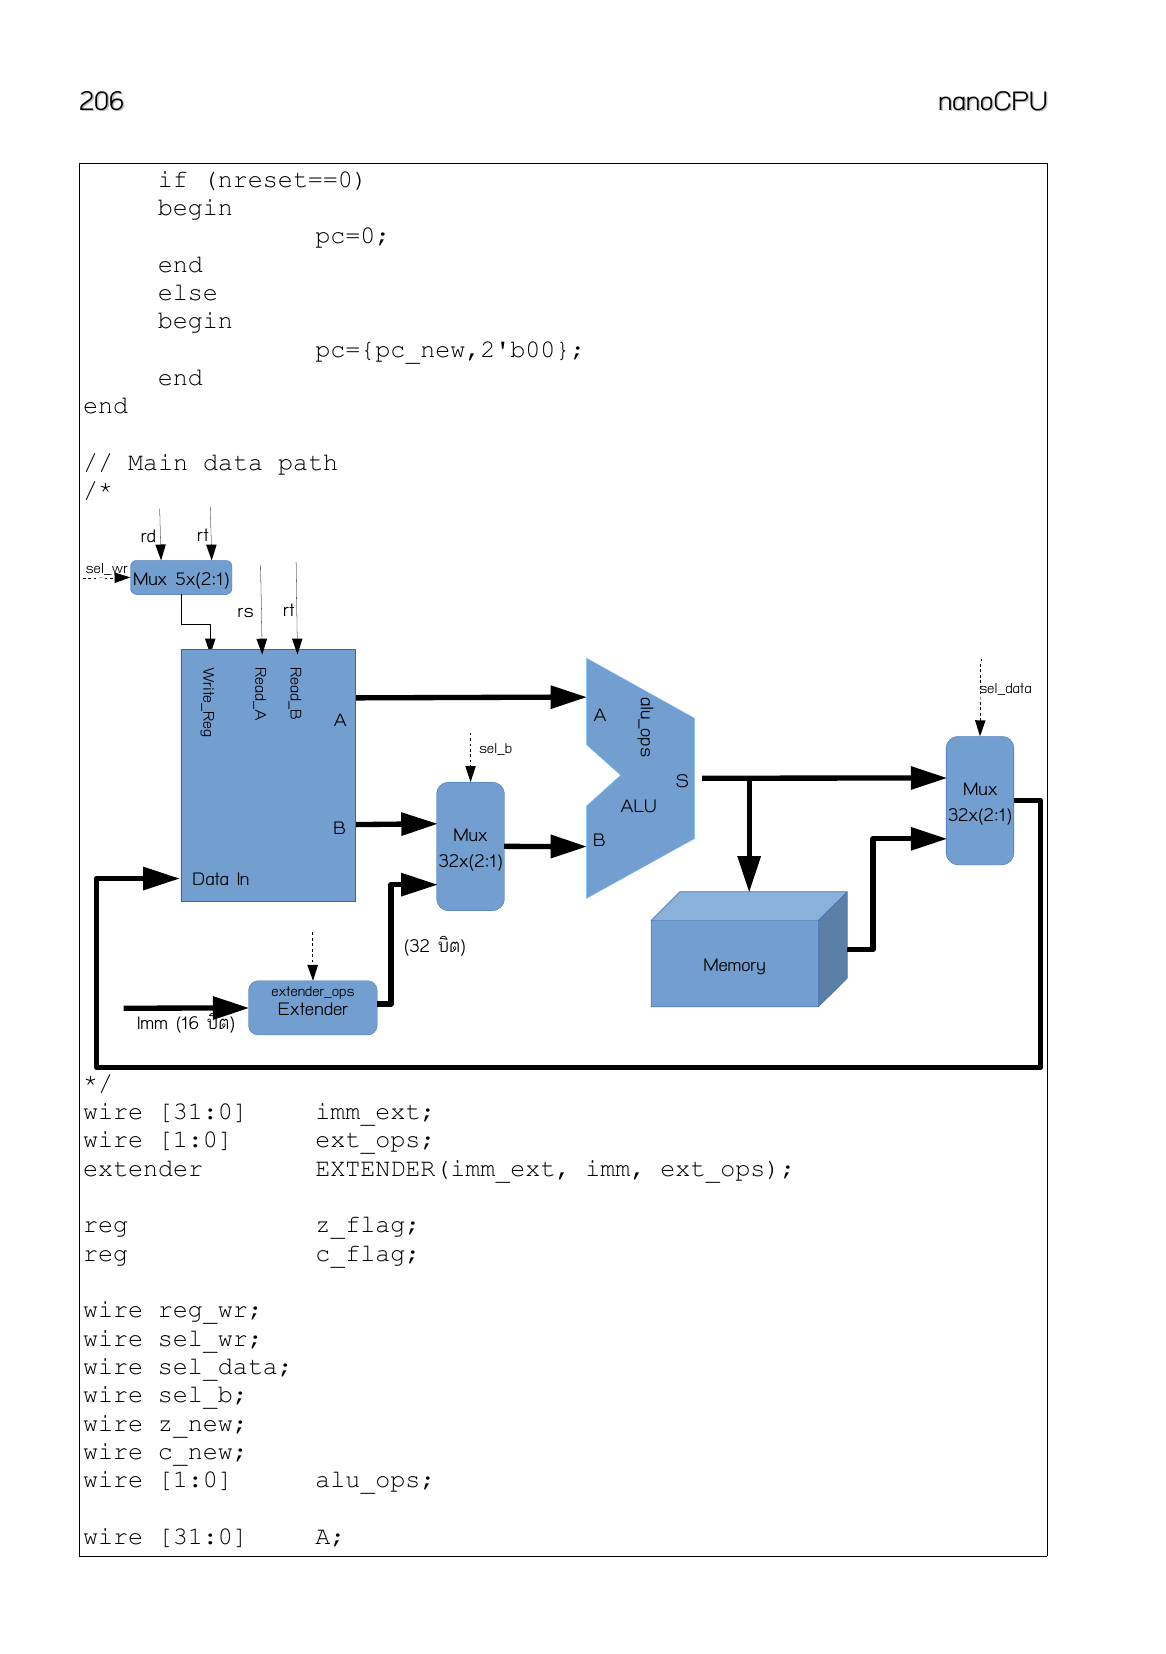 206
nanoCPU
if (nreset==0)
begin
pc=0;
end
else
begin
pc={pc_new,2'b00};
end
end
// Main data path
/*
rd
rt
sel_wr
Mux 5x(2:1)
rs
rt
Write_Reg
Read_A
Read_B
A
B
Data In
sel_b
Mux
32x(2:1)
A
alu_ops
S
ALU
B
sel_data
Mux
32x(2:1)
(32 บิต)
Memory
extender_ops
Extender
Imm (16 บิต)
*/
wire [31:0] imm_ext;
wire [1:0] ext_ops;
extender EXTENDER(imm_ext, imm, ext_ops);
reg z_flag;
reg c_flag;
wire reg_wr;
wire sel_wr;
wire sel_data;
wire sel_b;
wire z_new;
wire c_new;
wire [1:0] alu_ops;
wire [31:0] A;